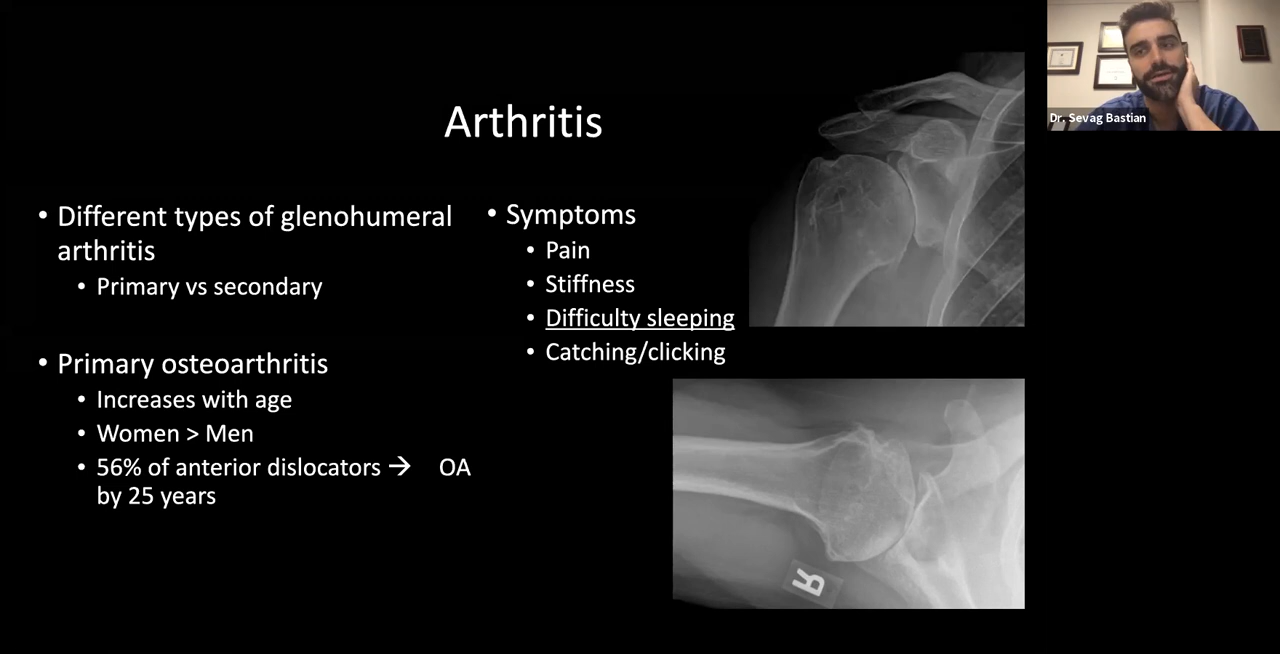 Arthritis
• Different types of glenohumeral
arthritis
• Primary vs secondary
• Primary osteoarthritis
• Increases with age
• Women > Men
• 56% of anterior dislocators → OA
by 25 years
• Symptoms
• Pain
• Stiffness
• Difficulty sleeping
• Catching/clicking
R
Dr. Sevag Bastian